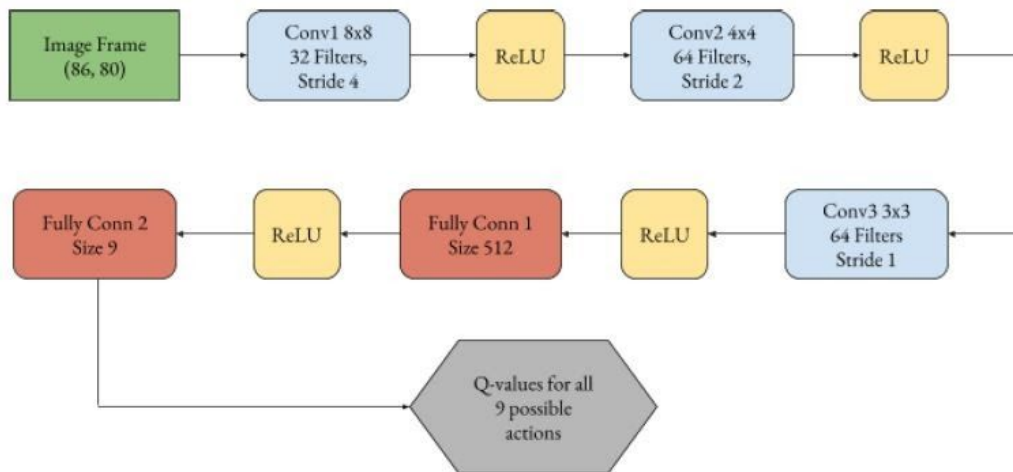 Image Frame
(86, 80)
Conv1 8x8
32 Filters,
Stride 4
ReLU
Conv2 4x4
64 Filters,
Stride 2
ReLU
Conv3 3x3
64 Filters
Stride 1
ReLU
Fully Conn 1
Size 512
ReLU
Fully Conn 2
Size 9
Q-values for all
9 possible
actions